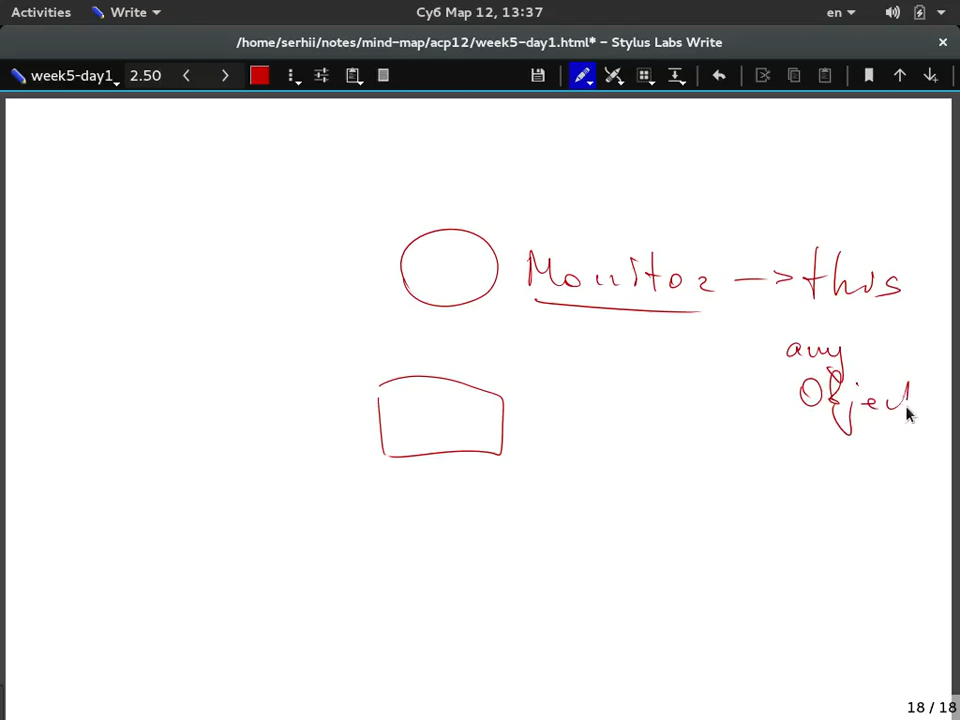 Activities Write Суб Мар 12, 13:37 en
/home/serhii/notes/mind-map/acp12/week5-day1.html* – Stylus Labs Write ×
week5-day1 2.50
Monitor —> this
any
Object
18 / 18